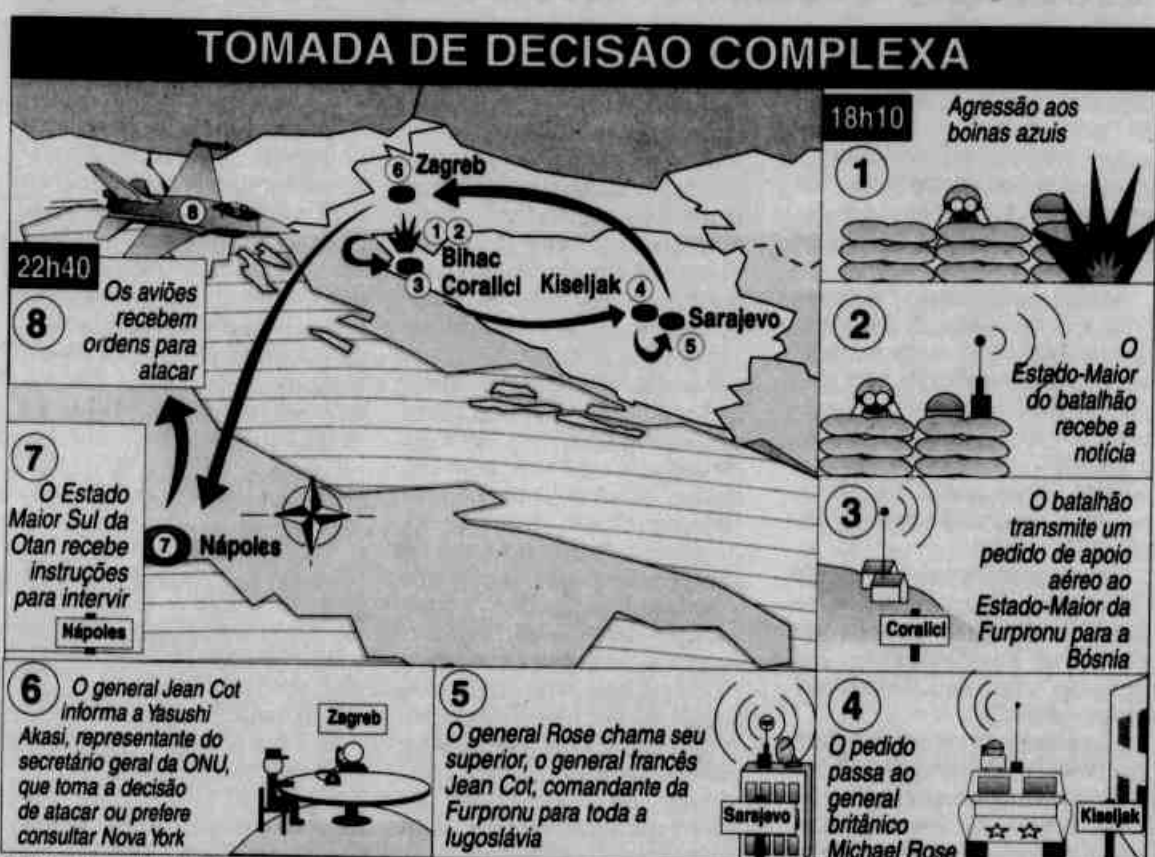 TOMADA DE DECISÃO COMPLEXA
18h10
Agressão aos
boinas azuis
1
2
O
Estado-Maior
do batalhão
recebe a
notícia
3
O batalhão
transmite um
pedido de apoio
aéreo ao
Estado-Maior da
Furpronu para a
Bósnia
Coralici
4
O pedido
passa ao
general
britânico
Michael Rose
Kiseljak
5
O general Rose chama seu
superior, o general francês
Jean Cot, comandante da
Furpronu para toda a
Iugoslávia
Sarajevo
6
O general Jean Cot
informa a Yasushi
Akasi, representante do
secretário geral da ONU,
que toma a decisão
de atacar ou prefere
consultar Nova York
Zagreb
7
O Estado
Maior Sul da
Otan recebe
instruções
para intervir
Nápoles
22h40
8
Os aviões
recebem
ordens para
atacar
8
6 Zagreb
1 2
Bihac
3 Coralici
Kiseljak 4
Sarajevo
5
7 Nápoles